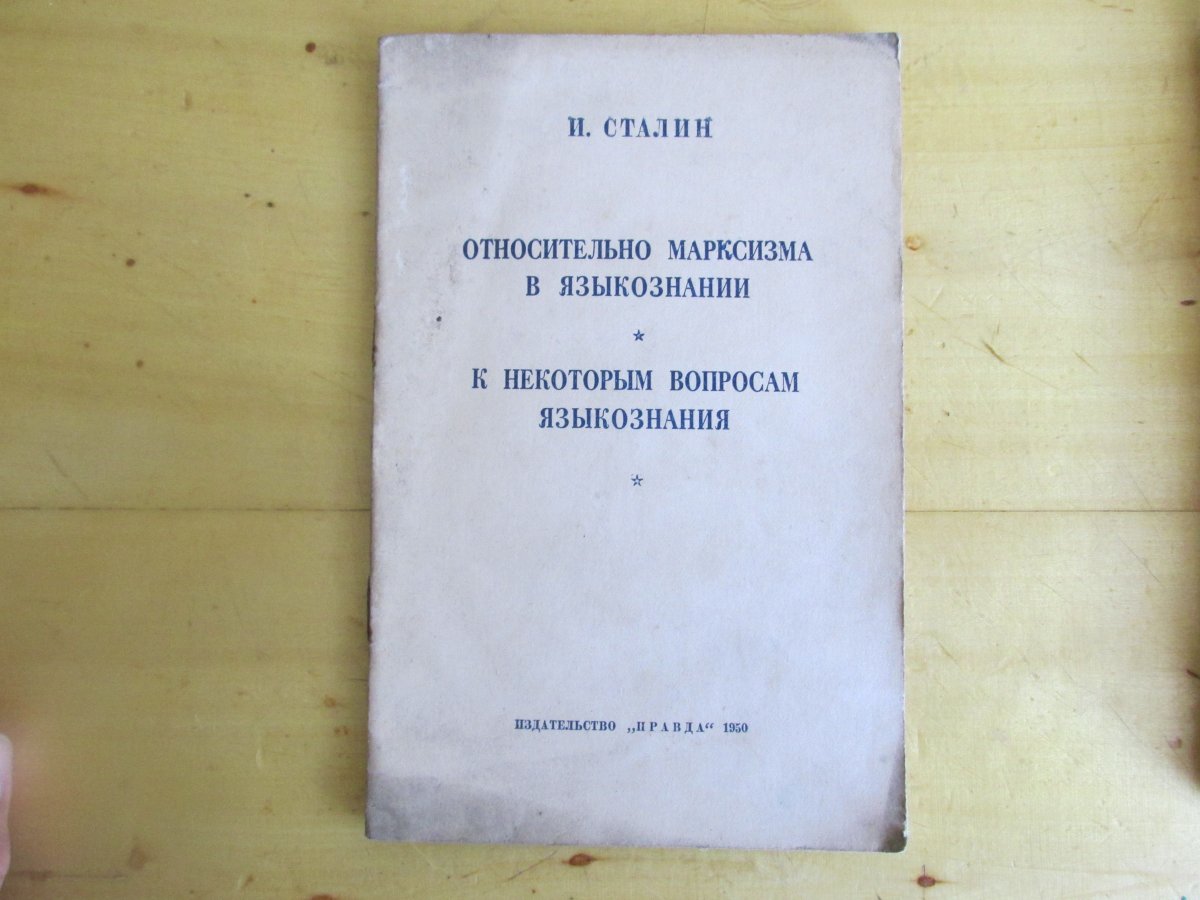 И. СТАЛИН
ОТНОСИТЕЛЬНО МАРКСИЗМА
В ЯЗЫКОЗНАНИИ
К НЕКОТОРЫМ ВОПРОСАМ
ЯЗЫКОЗНАНИЯ
ИЗДАТЕЛЬСТВО „ПРАВДА“ 1950